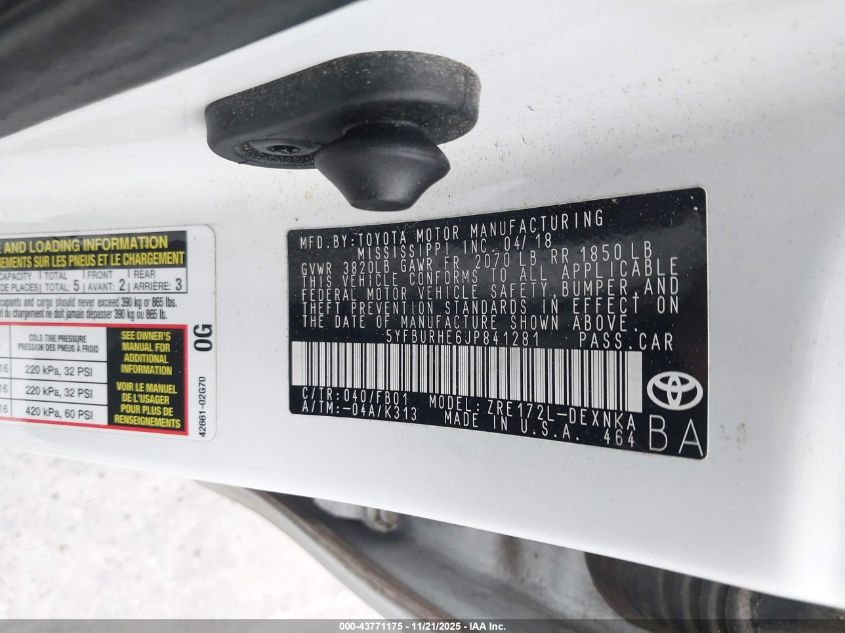 E AND LOADING INFORMATION
EMENTS SUR LES PNEUS ET LE CHARGEMENT
CAPACITY TOTAL FRONT REAR
DE PLACES: TOTAL: 5 AVANT: 2 ARRIÈRE: 3
ccupants and cargo should never exceed 390 kg or 865 lbs.
et du chargement ne doit jamais dépasser 390 kg ou 865 lb.
COLD TIRE PRESSURE
PRESSION DES PNEUS À FROID
16 220 kPa, 32 PSI
16 220 kPa, 32 PSI
16 420 kPa, 60 PSI
SEE OWNER'S
MANUAL FOR
ADDITIONAL
INFORMATION
VOIR LE MANUEL
DE L'USAGER
POUR PLUS DE
RENSEIGNEMENTS
0G
42661-02G70
MFD.BY:TOYOTA MOTOR MANUFACTURING
MISSISSIPPI INC 04/18
GVWR 3820LB GAWR FR 2070 LB RR 1850 LB
THIS VEHICLE CONFORMS TO ALL APPLICABLE
FEDERAL MOTOR VEHICLE SAFETY, BUMPER AND
THEFT PREVENTION STANDARDS IN EFFECT ON
THE DATE OF MANUFACTURE SHOWN ABOVE.
5YFBURHE6JP841281 PASS.CAR
C/TR:040/FB01 MODEL: ZRE172L-DEXNKA
A/TM:-04A/K313 MADE IN U.S.A. 464
BA
000-43771175 - 11/21/2025 - IAA Inc.